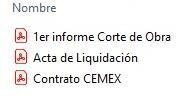 Nombre
1er informe Corte de Obra
Acta de Liquidación
Contrato CEMEX